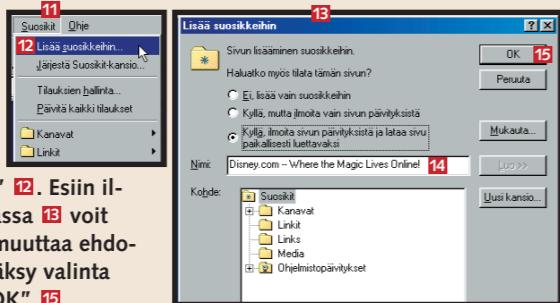 11
Suosikit Ohje
12 Lisää suosikkeihin...
Järjestä Suosikit-kansio...
Tilauksien hallinta...
Päivitä kaikki tilaukset
Kanavat
Linkit
" 12. Esiin il-
assa 13 voit
muuttaa ehdo-
äksy valinta
OK" 15
13
Lisää suosikkeihin
Sivun lisääminen suosikkeihin.
Haluatko myös tilata tämän sivun?
Ei, lisää vain suosikkeihin
Kyllä, mutta ilmoita vain sivun päivityksistä
Kyllä, ilmoita sivun päivityksistä ja lataa sivu
paikallisesti luettavaksi
Nimi: Disney.com -- Where the Magic Lives Online! 14
Kohde:
Suosikit
Kanavat
Linkit
Links
Media
Ohjelmistopäivitykset
OK 15
Peruuta
Mukauta...
Luo >>
Uusi kansio...